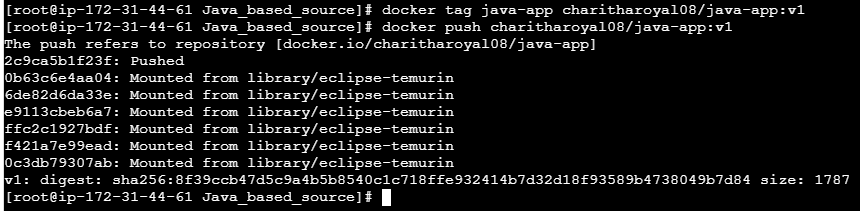 [root@ip-172-31-44-61 Java_based_source]# docker tag java-app charitharoyal08/java-app:v1
[root@ip-172-31-44-61 Java_based_source]# docker push charitharoyal08/java-app:v1
The push refers to repository [docker.io/charitharoyal08/java-app]
2c9ca5b1f23f: Pushed
0b63c6e4aa04: Mounted from library/eclipse-temurin
6de82d6da33e: Mounted from library/eclipse-temurin
e9113cbeb6a7: Mounted from library/eclipse-temurin
ffc2c1927bdf: Mounted from library/eclipse-temurin
f421a7e99ead: Mounted from library/eclipse-temurin
0c3db79307ab: Mounted from library/eclipse-temurin
v1: digest: sha256:8f39ccb47d5c9a4b5b8540c1c718ffe932414b7d32d18f93589b4738049b7d84 size: 1787
[root@ip-172-31-44-61 Java_based_source]#